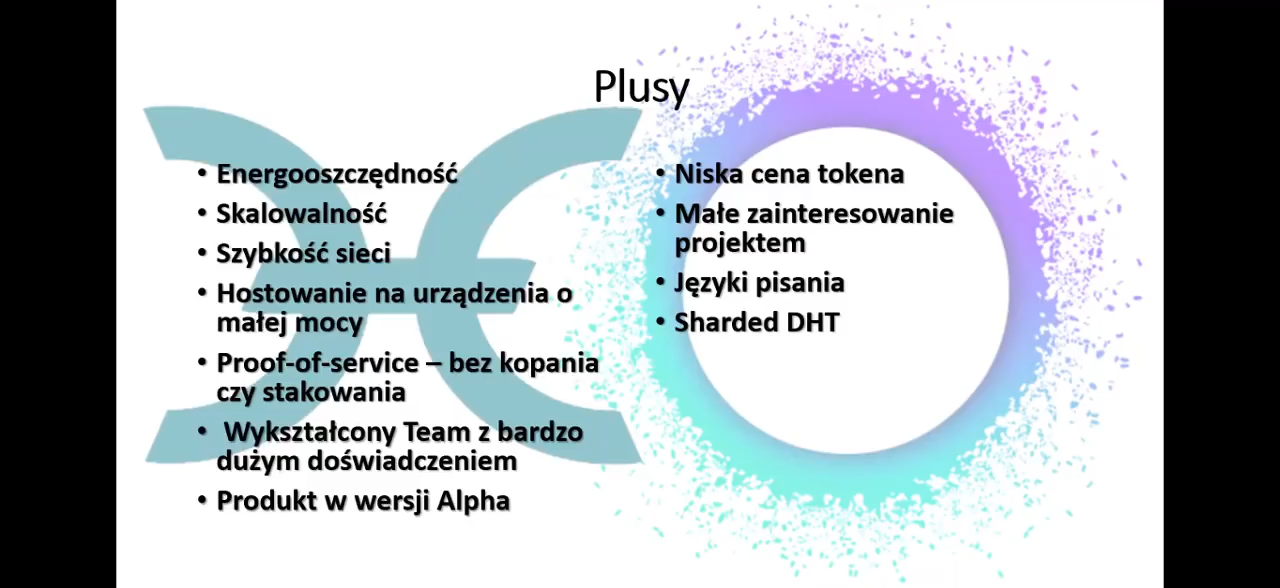 Plusy
• Energooszczędność
• Skalowalność
• Szybkość sieci
• Hostowanie na urządzenia o
małej mocy
• Proof-of-service – bez kopania
czy stakowania
• Wykształcony Team z bardzo
dużym doświadczeniem
• Produkt w wersji Alpha
• Niska cena tokena
• Małe zainteresowanie
projektem
• Języki pisania
• Sharded DHT